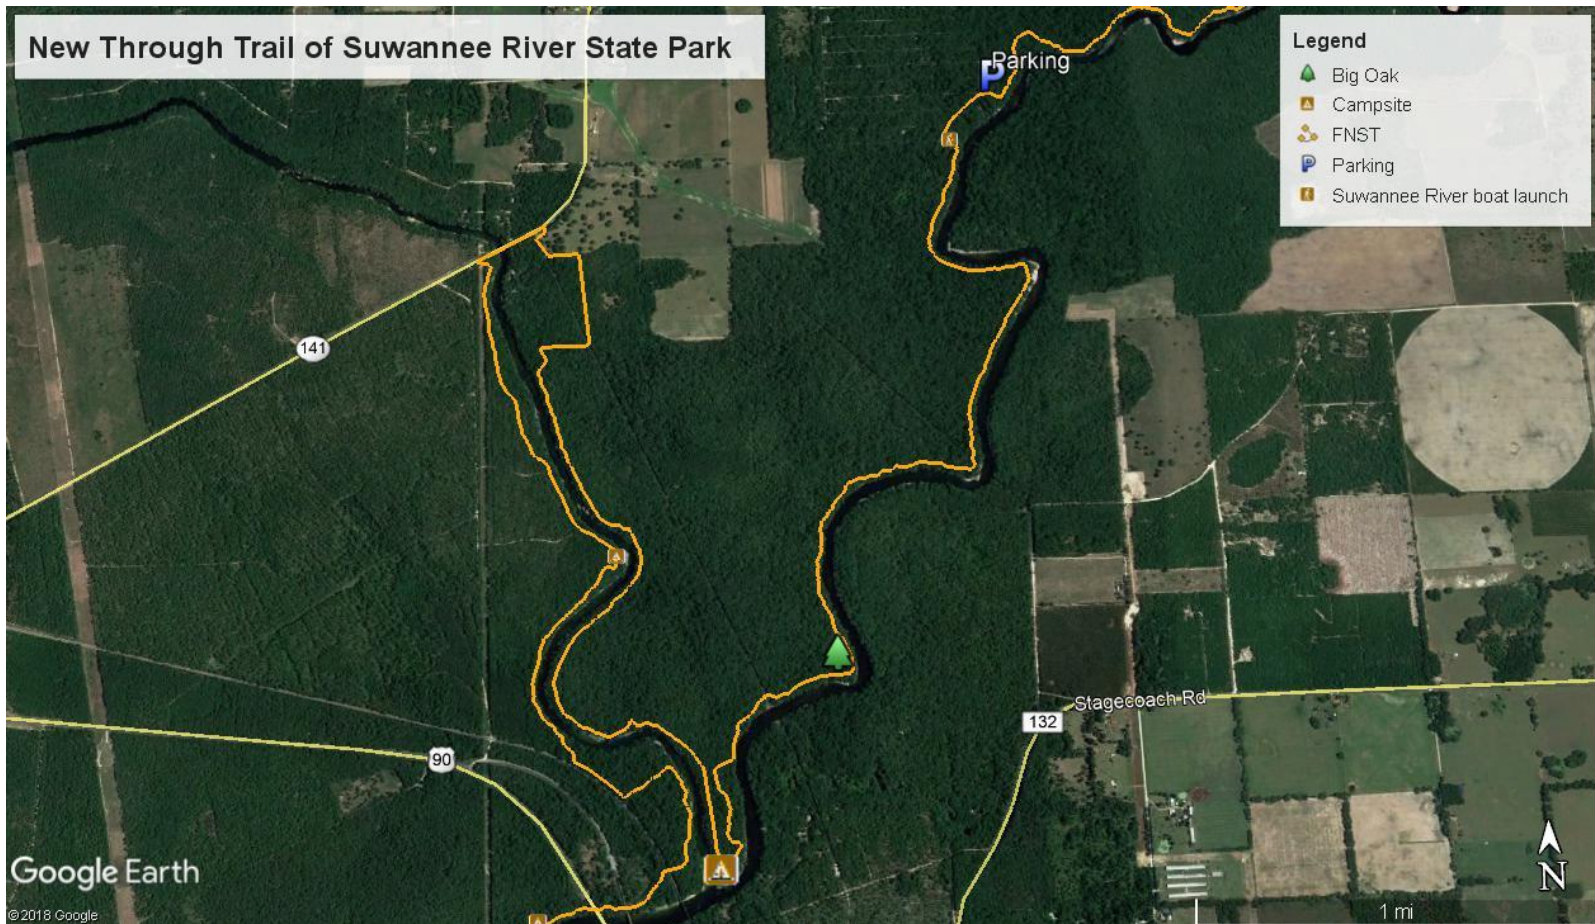 New Through Trail of Suwannee River State Park
Parking
Legend
Big Oak
Campsite
FNST
P Parking
Suwannee River boat launch
P
141
Stagecoach Rd
132
90
Google Earth
N
©2018 Google
1 mi